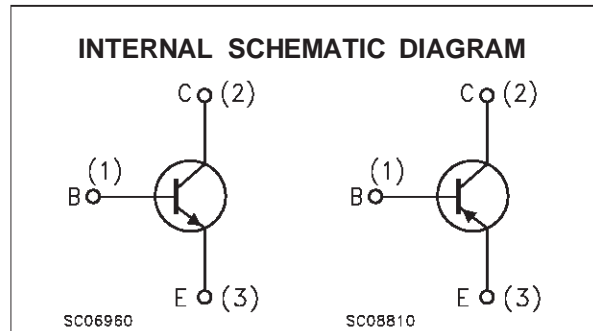 INTERNAL SCHEMATIC DIAGRAM
C (2) C (2)
(1) (1)
B B
E (3) E (3)
SC06960 SC08810